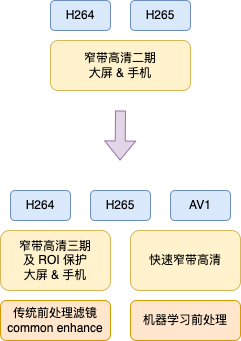 H264
H265
窄带高清二期
大屏 & 手机
H264
H265
AV1
窄带高清三期
及 ROI 保护
大屏 & 手机
快速窄带高清
传统前处理滤镜
common enhance
机器学习前处理